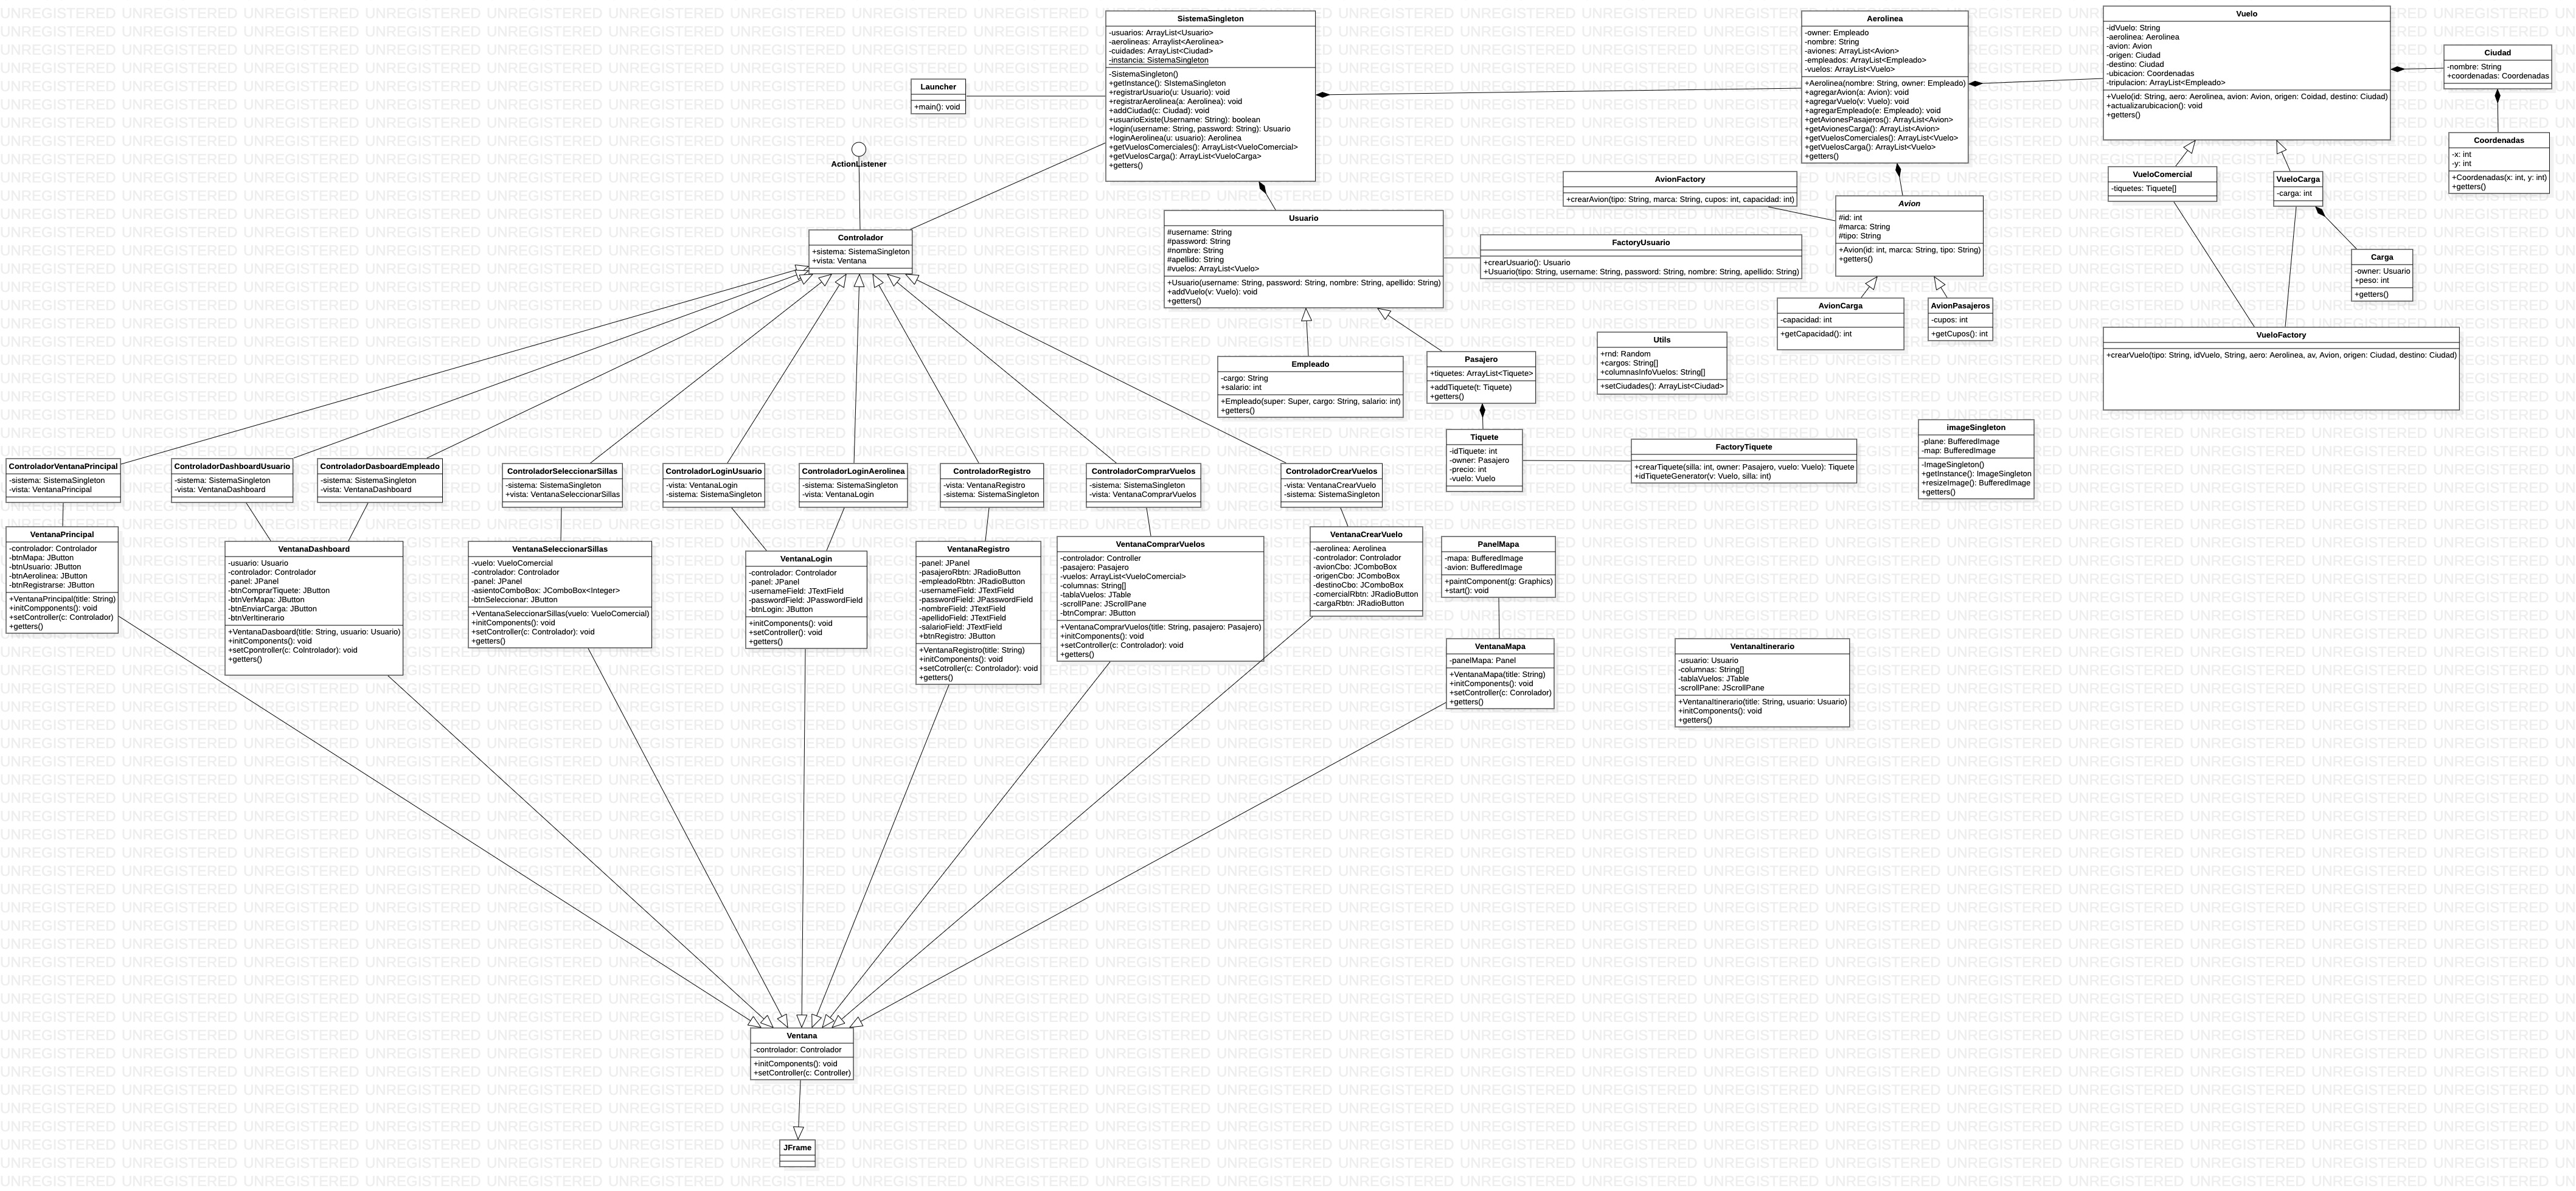 SistemaSingleton
-usuarios: ArrayList<Usuario>
-aerolineas: Arraylist<Aerolinea>
-cuidades: ArrayList<Ciudad>
-instancia: SistemaSingleton
-SistemaSingleton()
+getInstance(): SIstemaSingleton
+registrarUsuario(u: Usuario): void
+registrarAerolinea(a: Aerolinea): void
+addCiudad(c: Ciudad): void
+usuarioExiste(Username: String): boolean
+login(username: String, password: String): Usuario
+loginAerolinea(u: usuario): Aerolinea
+getVuelosComerciales(): ArrayList<VueloComercial>
+getVuelosCarga(): ArrayList<VueloCarga>
+getters()
Aerolinea
-owner: Empleado
-nombre: String
-aviones: ArrayList<Avion>
-empleados: ArrayList<Empleado>
-vuelos: ArrayList<Vuelo>
+Aerolinea(nombre: String, owner: Empleado)
+agregarAvion(a: Avion): void
+agregarVuelo(v: Vuelo): void
+agregarEmpleado(e: Empleado): void
+getAvionesPasajeros(): ArrayList<Avion>
+getAvionesCarga(): ArrayList<Avion>
+getVuelosComerciales(): ArrayList<Vuelo>
+getVuelosCarga(): ArrayList<Vuelo>
+getters()
Vuelo
-idVuelo: String
-aerolinea: Aerolinea
-avion: Avion
-origen: Ciudad
-destino: Ciudad
-ubicacion: Coordenadas
-tripulacion: ArrayList<Empleado>
+Vuelo(id: String, aero: Aerolinea, avion: Avion, origen: Coidad, destino: Ciudad)
+actualizarubicacion(): void
+getters()
Ciudad
-nombre: String
+coordenadas: Coordenadas
Launcher
+main(): void
ActionListener
Coordenadas
-x: int
-y: int
+Coordenadas(x: int, y: int)
+getters()
VueloComercial
-tiquetes: Tiquete[]
VueloCarga
-carga: int
AvionFactory
+crearAvion(tipo: String, marca: String, cupos: int, capacidad: int)
Avion
#id: int
#marca: String
#tipo: String
+Avion(id: int, marca: String, tipo: String)
+getters()
Usuario
#username: String
#password: String
#nombre: String
#apellido: String
#vuelos: ArrayList<Vuelo>
+Usuario(username: String, password: String, nombre: String, apellido: String)
+addVuelo(v: Vuelo): void
+getters()
Controlador
+sistema: SistemaSingleton
+vista: Ventana
FactoryUsuario
+crearUsuario(): Usuario
+Usuario(tipo: String, username: String, password: String, nombre: String, apellido: String)
Carga
-owner: Usuario
+peso: int
+getters()
AvionCarga
-capacidad: int
+getCapacidad(): int
AvionPasajeros
-cupos: int
+getCupos(): int
VueloFactory
+crearVuelo(tipo: String, idVuelo, String, aero: Aerolinea, av, Avion, origen: Ciudad, destino: Ciudad)
Utils
+rnd: Random
+cargos: String[]
+columnasInfoVuelos: String[]
+setCiudades(): ArrayList<Ciudad>
Empleado
-cargo: String
+salario: int
+Empleado(super: Super, cargo: String, salario: int)
+getters()
Pasajero
+tiquetes: ArrayList<Tiquete>
+addTiquete(t: Tiquete)
+getters()
Tiquete
-idTiquete: int
-owner: Pasajero
-precio: int
-vuelo: Vuelo
FactoryTiquete
+crearTiquete(silla: int, owner: Pasajero, vuelo: Vuelo): Tiquete
+idTiqueteGenerator(v: Vuelo, silla: int)
imageSingleton
-plane: BufferedImage
-map: BufferedImage
-ImageSingleton()
+getInstance(): ImageSingleton
+resizeImage(): BufferedImage
+getters()
ControladorVentanaPrincipal
-sistema: SistemaSingleton
-vista: VentanaPrincipal
ControladorDashboardUsuario
-sistema: SistemaSingleton
-vista: VentanaDashboard
ControladorDasboardEmpleado
-sistema: SistemaSingleton
-vista: VentanaDashboard
ControladorSeleccionarSillas
-sistema: SistemaSingleton
+vista: VentanaSeleccionarSillas
ControladorLoginUsuario
-vista: VentanaLogin
-sistema: SistemaSingleton
ControladorLoginAerolinea
-sistema: SistemaSingleton
-vista: VentanaLogin
ControladorRegistro
-vista: VentanaRegistro
-sistema: SistemaSingleton
ControladorComprarVuelos
-sistema: SistemaSingleton
-vista: VentanaComprarVuelos
ControladorCrearVuelos
-vista: VentanaCrearVuelo
-sistema: SistemaSingleton
VentanaPrincipal
-controlador: Controlador
-btnMapa: JButton
-btnUsuario: JButton
-btnAerolinea: JButton
-btnRegistrarse: JButton
+VentanaPrincipal(title: String)
+initCompponents(): void
+setController(c: Controlador)
+getters()
VentanaDashboard
-usuario: Usuario
-controlador: Controlador
-panel: JPanel
-btnComprarTiquete: JButton
-btnVerMapa: JButton
-btnEnviarCarga: JButton
-btnVerItinerario
+VentanaDasboard(title: String, usuario: Usuario)
+initComponents(): void
+setCpontroller(c: Colntrolador): void
+getters()
VentanaSeleccionarSillas
-vuelo: VueloComercial
-controlador: Controlador
-panel: JPanel
-asientoComboBox: JComboBox<Integer>
-btnSeleccionar: JButton
+VentanaSeleccionarSillas(vuelo: VueloComercial)
+initComponents(): void
+setController(c: Controlador): void
+getters()
VentanaLogin
-controlador: Controlador
-panel: JPanel
-usernameField: JTextField
-passwordField: JPasswordField
-btnLogin: JButton
+initComponents(): void
+setController(): void
+getters()
VentanaRegistro
-panel: JPanel
-pasajeroRbtn: JRadioButton
-empleadoRbtn: JRadioButton
-usernameField: JTextField
-passwordField: JPasswordField
-nombreField: JTextField
-apellidoField: JTextField
-salarioField: JTextField
+btnRegistro: JButton
+VentanaRegistro(title: String)
+initComponents(): void
+setCotroller(c: Controlador): void
+getters()
VentanaComprarVuelos
-controlador: Controller
-pasajero: Pasajero
-vuelos: ArrayList<VueloComercial>
-columnas: String[]
-tablaVuelos: JTable
-scrollPane: JScrollPane
-btnComprar: JButton
+VentanaComprarVuelos(title: String, pasajero: Pasajero)
+initComponents(): void
+setController(c: Controlador): void
+getters()
VentanaCrearVuelo
-aerolinea: Aerolinea
-controlador: Controlador
-avionCbo: JComboBox
-origenCbo: JComboBox
-destinoCbo: JComboBox
-comercialRbtn: JRadioButton
-cargaRbtn: JRadioButton
PanelMapa
-mapa: BufferedImage
-avion: BufferedImage
+paintComponent(g: Graphics)
+start(): void
VentanaMapa
-panelMapa: Panel
+VentanaMapa(title: String)
+initComponents(): void
+setController(c: Conrolador)
+getters()
VentanaItinerario
-usuario: Usuario
-columnas: String[]
-tablaVuelos: JTable
-scrollPane: JScrollPane
+VentanaItinerario(title: String, usuario: Usuario)
+initComponents(): void
+getters()
Ventana
-controlador: Controlador
+initComponents(): void
+setController(c: Controller)
JFrame